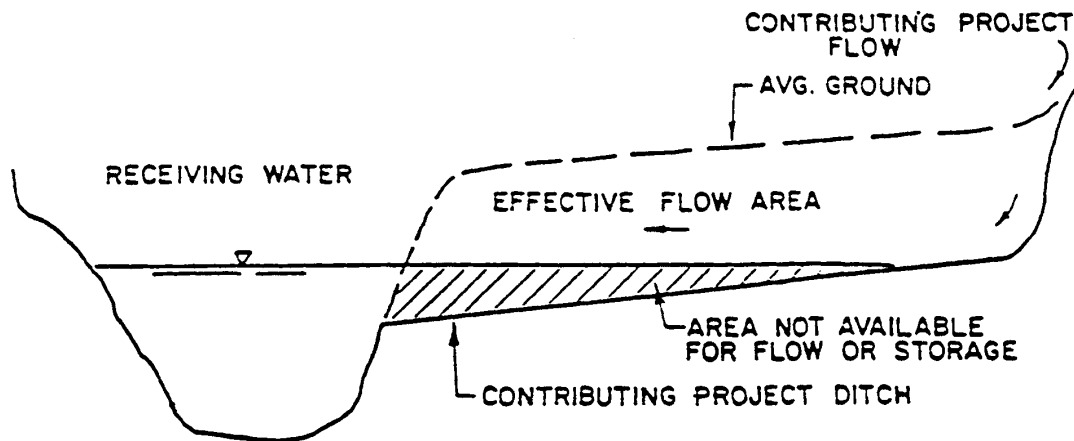 CONTRIBUTING PROJECT
FLOW
AVG. GROUND
RECEIVING WATER
EFFECTIVE FLOW AREA
AREA NOT AVAILABLE
FOR FLOW OR STORAGE
CONTRIBUTING PROJECT DITCH